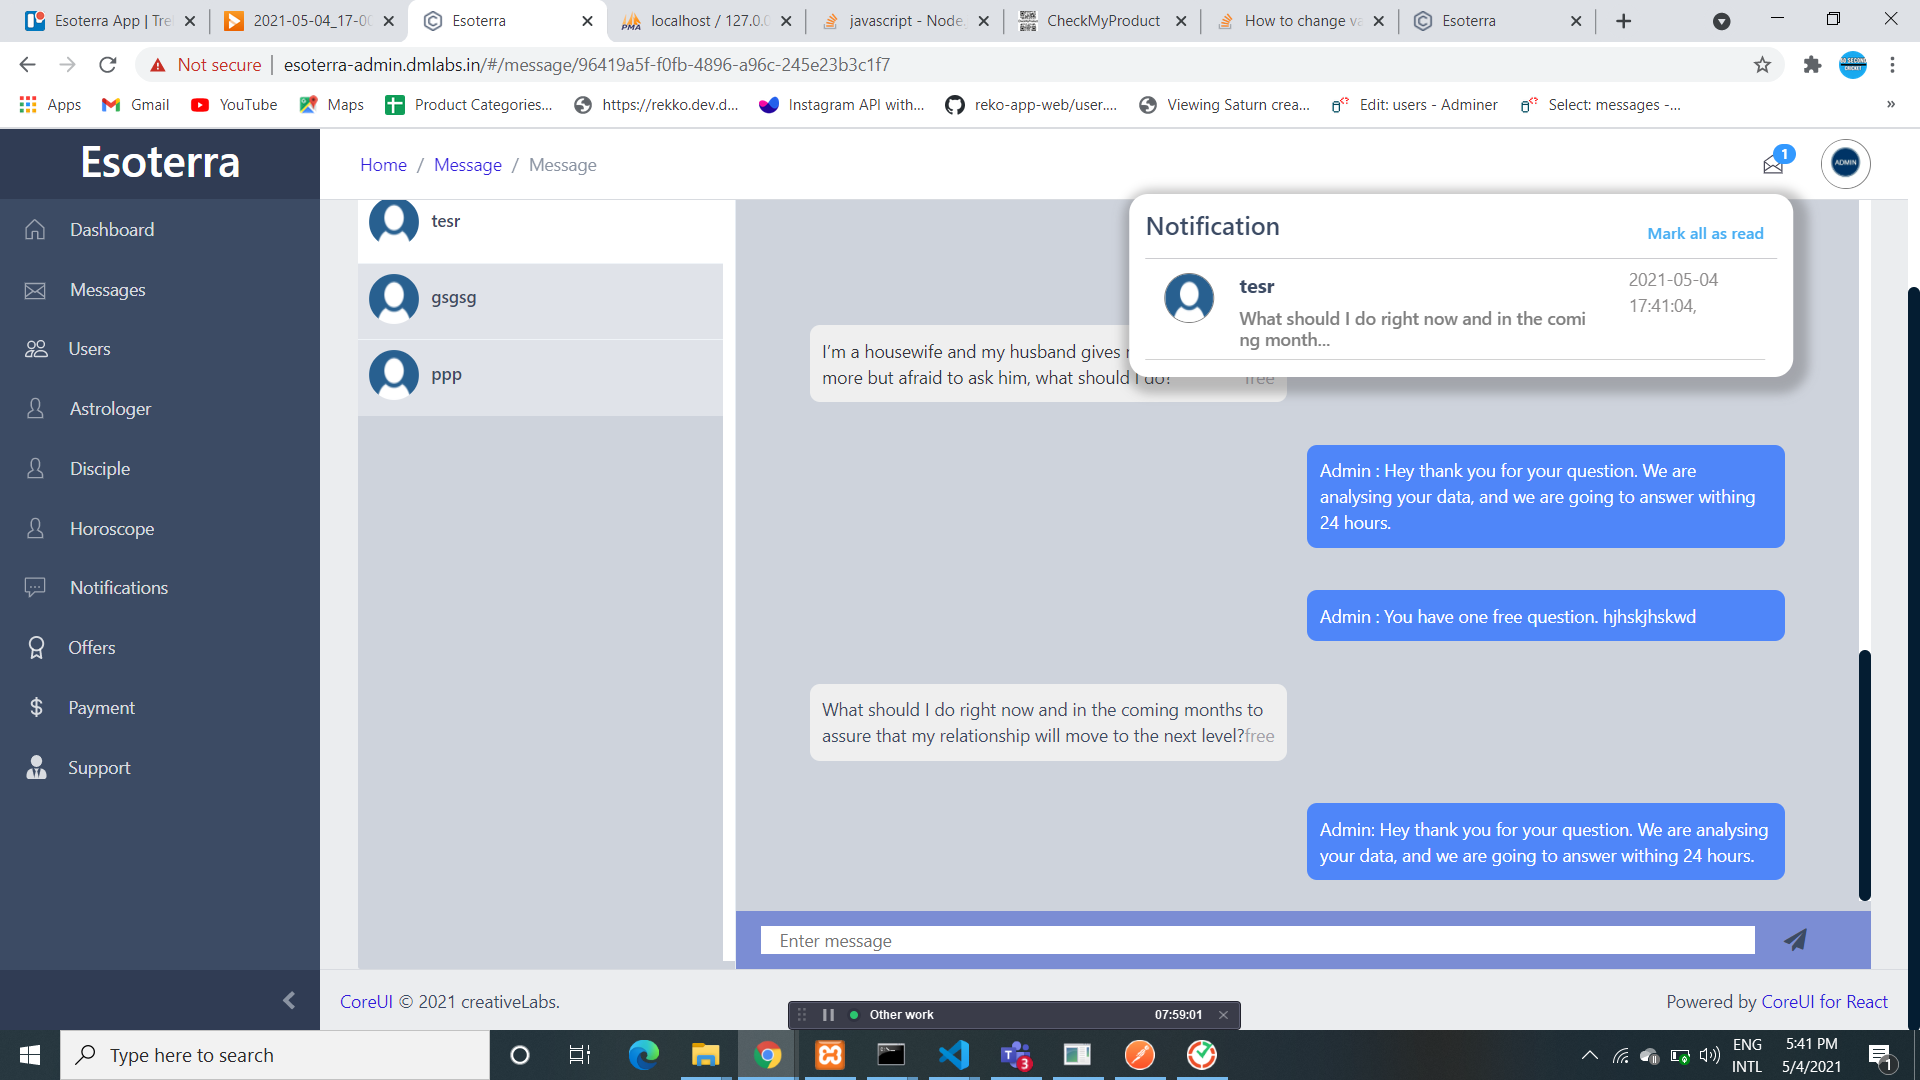 Esoterra App | Tre
2021-05-04_17-00
Esoterra
localhost / 127.0.0
javascript - Node.
CheckMyProduct
How to change va
Esoterra
Not secure
esoterra-admin.dmlabs.in/#/message/96419a5f-f0fb-4896-a96c-245e23b3c1f7
Apps
Gmail
YouTube
Maps
Product Categories...
https://rekko.dev.d...
Instagram API with...
reko-app-web/user....
Viewing Saturn crea...
Edit: users - Adminer
Select: messages -...
»
Esoterra
Home / Message / Message
1
ADMIN
Dashboard
Messages
Users
Astrologer
Disciple
Horoscope
Notifications
Offers
Payment
Support
tesr
gsgsg
ppp
Notification
Mark all as read
tesr
2021-05-04
17:41:04,
What should I do right now and in the comi
ng month...
I'm a housewife and my husband gives
more but afraid to ask him, what should I do?
free
Admin : Hey thank you for your question. We are
analysing your data, and we are going to answer withing
24 hours.
Admin : You have one free question. hjhskjhskwd
What should I do right now and in the coming months to
assure that my relationship will move to the next level?free
Admin: Hey thank you for your question. We are analysing
your data, and we are going to answer withing 24 hours.
Enter message
CoreUI © 2021 creativeLabs.
Powered by CoreUI for React
Other work
07:59:01
Type here to search
3
ENG
INTL
5:41 PM
5/4/2021
1